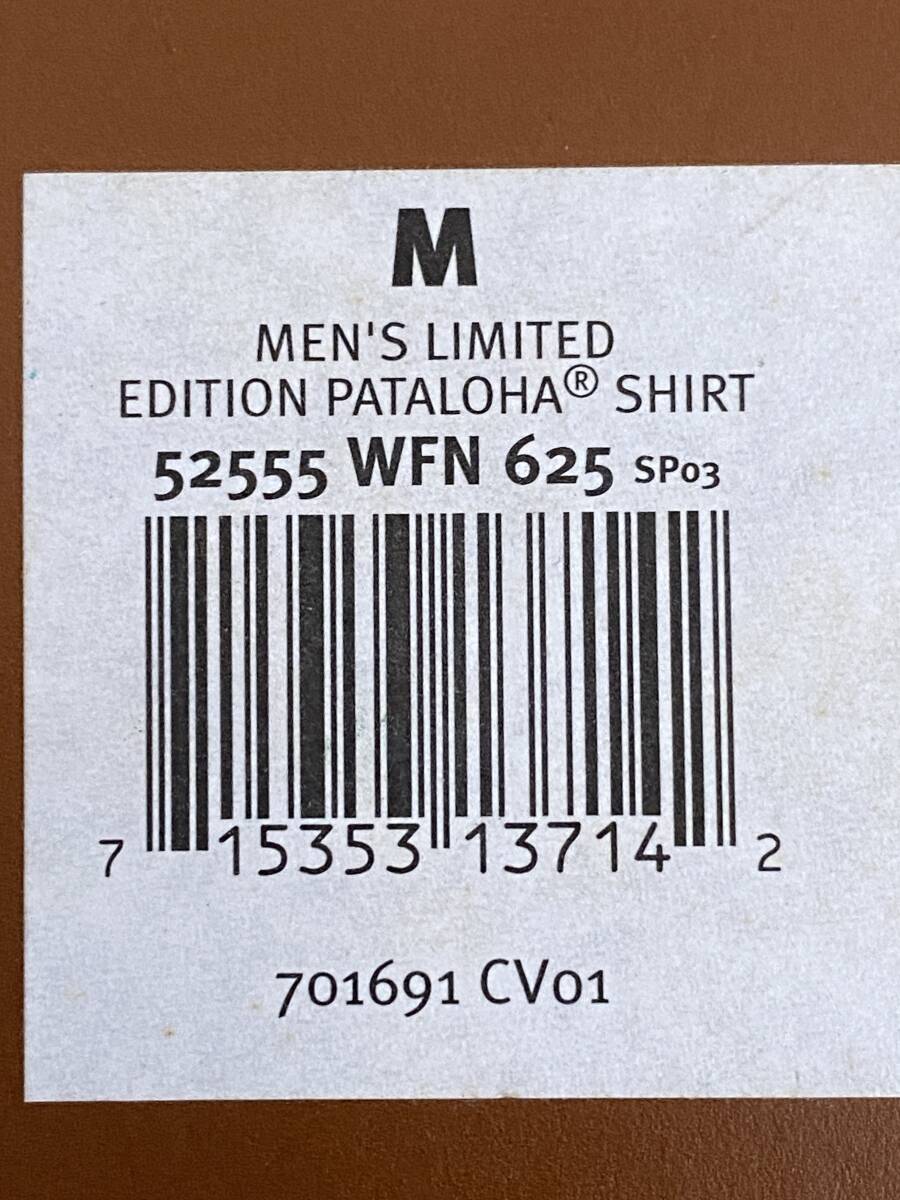 M
MEN'S LIMITED
EDITION PATALOHA® SHIRT
52555 WFN 625 SP03
7 15353 13714 2
701691 CV01